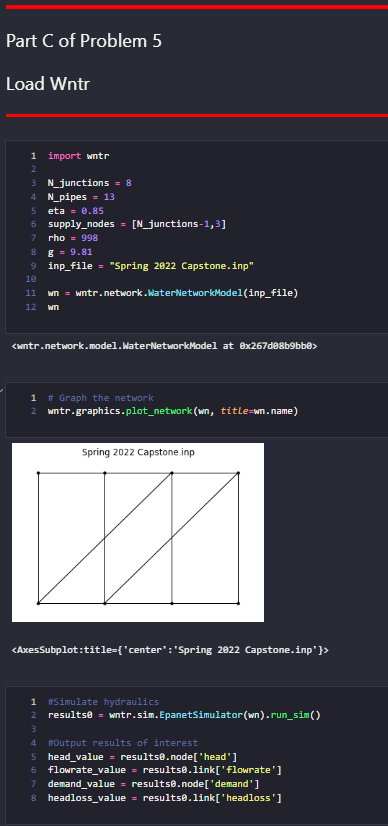 Part C of Problem 5
Load Wntr
1 import wntr
2
3 N_junctions = 8
4 N_pipes = 13
5 eta = 0.85
6 supply_nodes = [N_junctions-1,3]
7 rho = 998
8 g = 9.81
9 inp_file = "Spring 2022 Capstone.inp"
10
11 wn = wntr.network.WaterNetworkModel(inp_file)
12 wn
<wntr.network.model.WaterNetworkModel at 0x267d08b9bb0>
1 # Graph the network
2 wntr.graphics.plot_network(wn, title=wn.name)
Spring 2022 Capstone.inp
<AxesSubplot:title={'center':'Spring 2022 Capstone.inp'}>
1 #Simulate hydraulics
2 results0 = wntr.sim.EpanetSimulator(wn).run_sim()
3
4 #Output results of interest
5 head_value = results0.node['head']
6 flowrate_value = results0.link['flowrate']
7 demand_value = results0.node['demand']
8 headloss_value = results0.link['headloss']